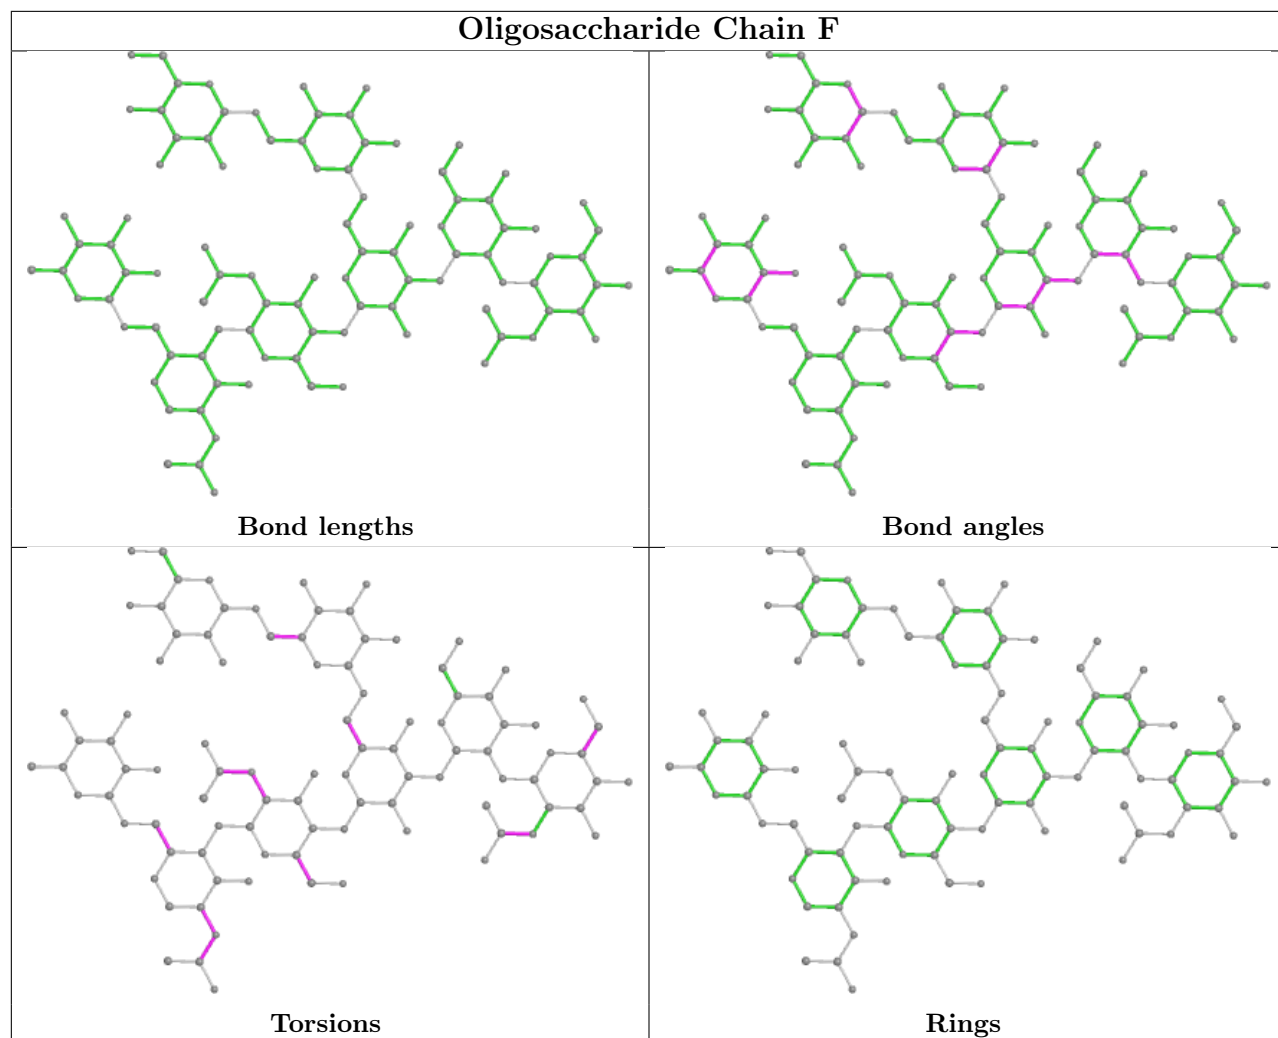 Oligosaccharide Chain F
Bond lengths
Bond angles
Torsions
Rings